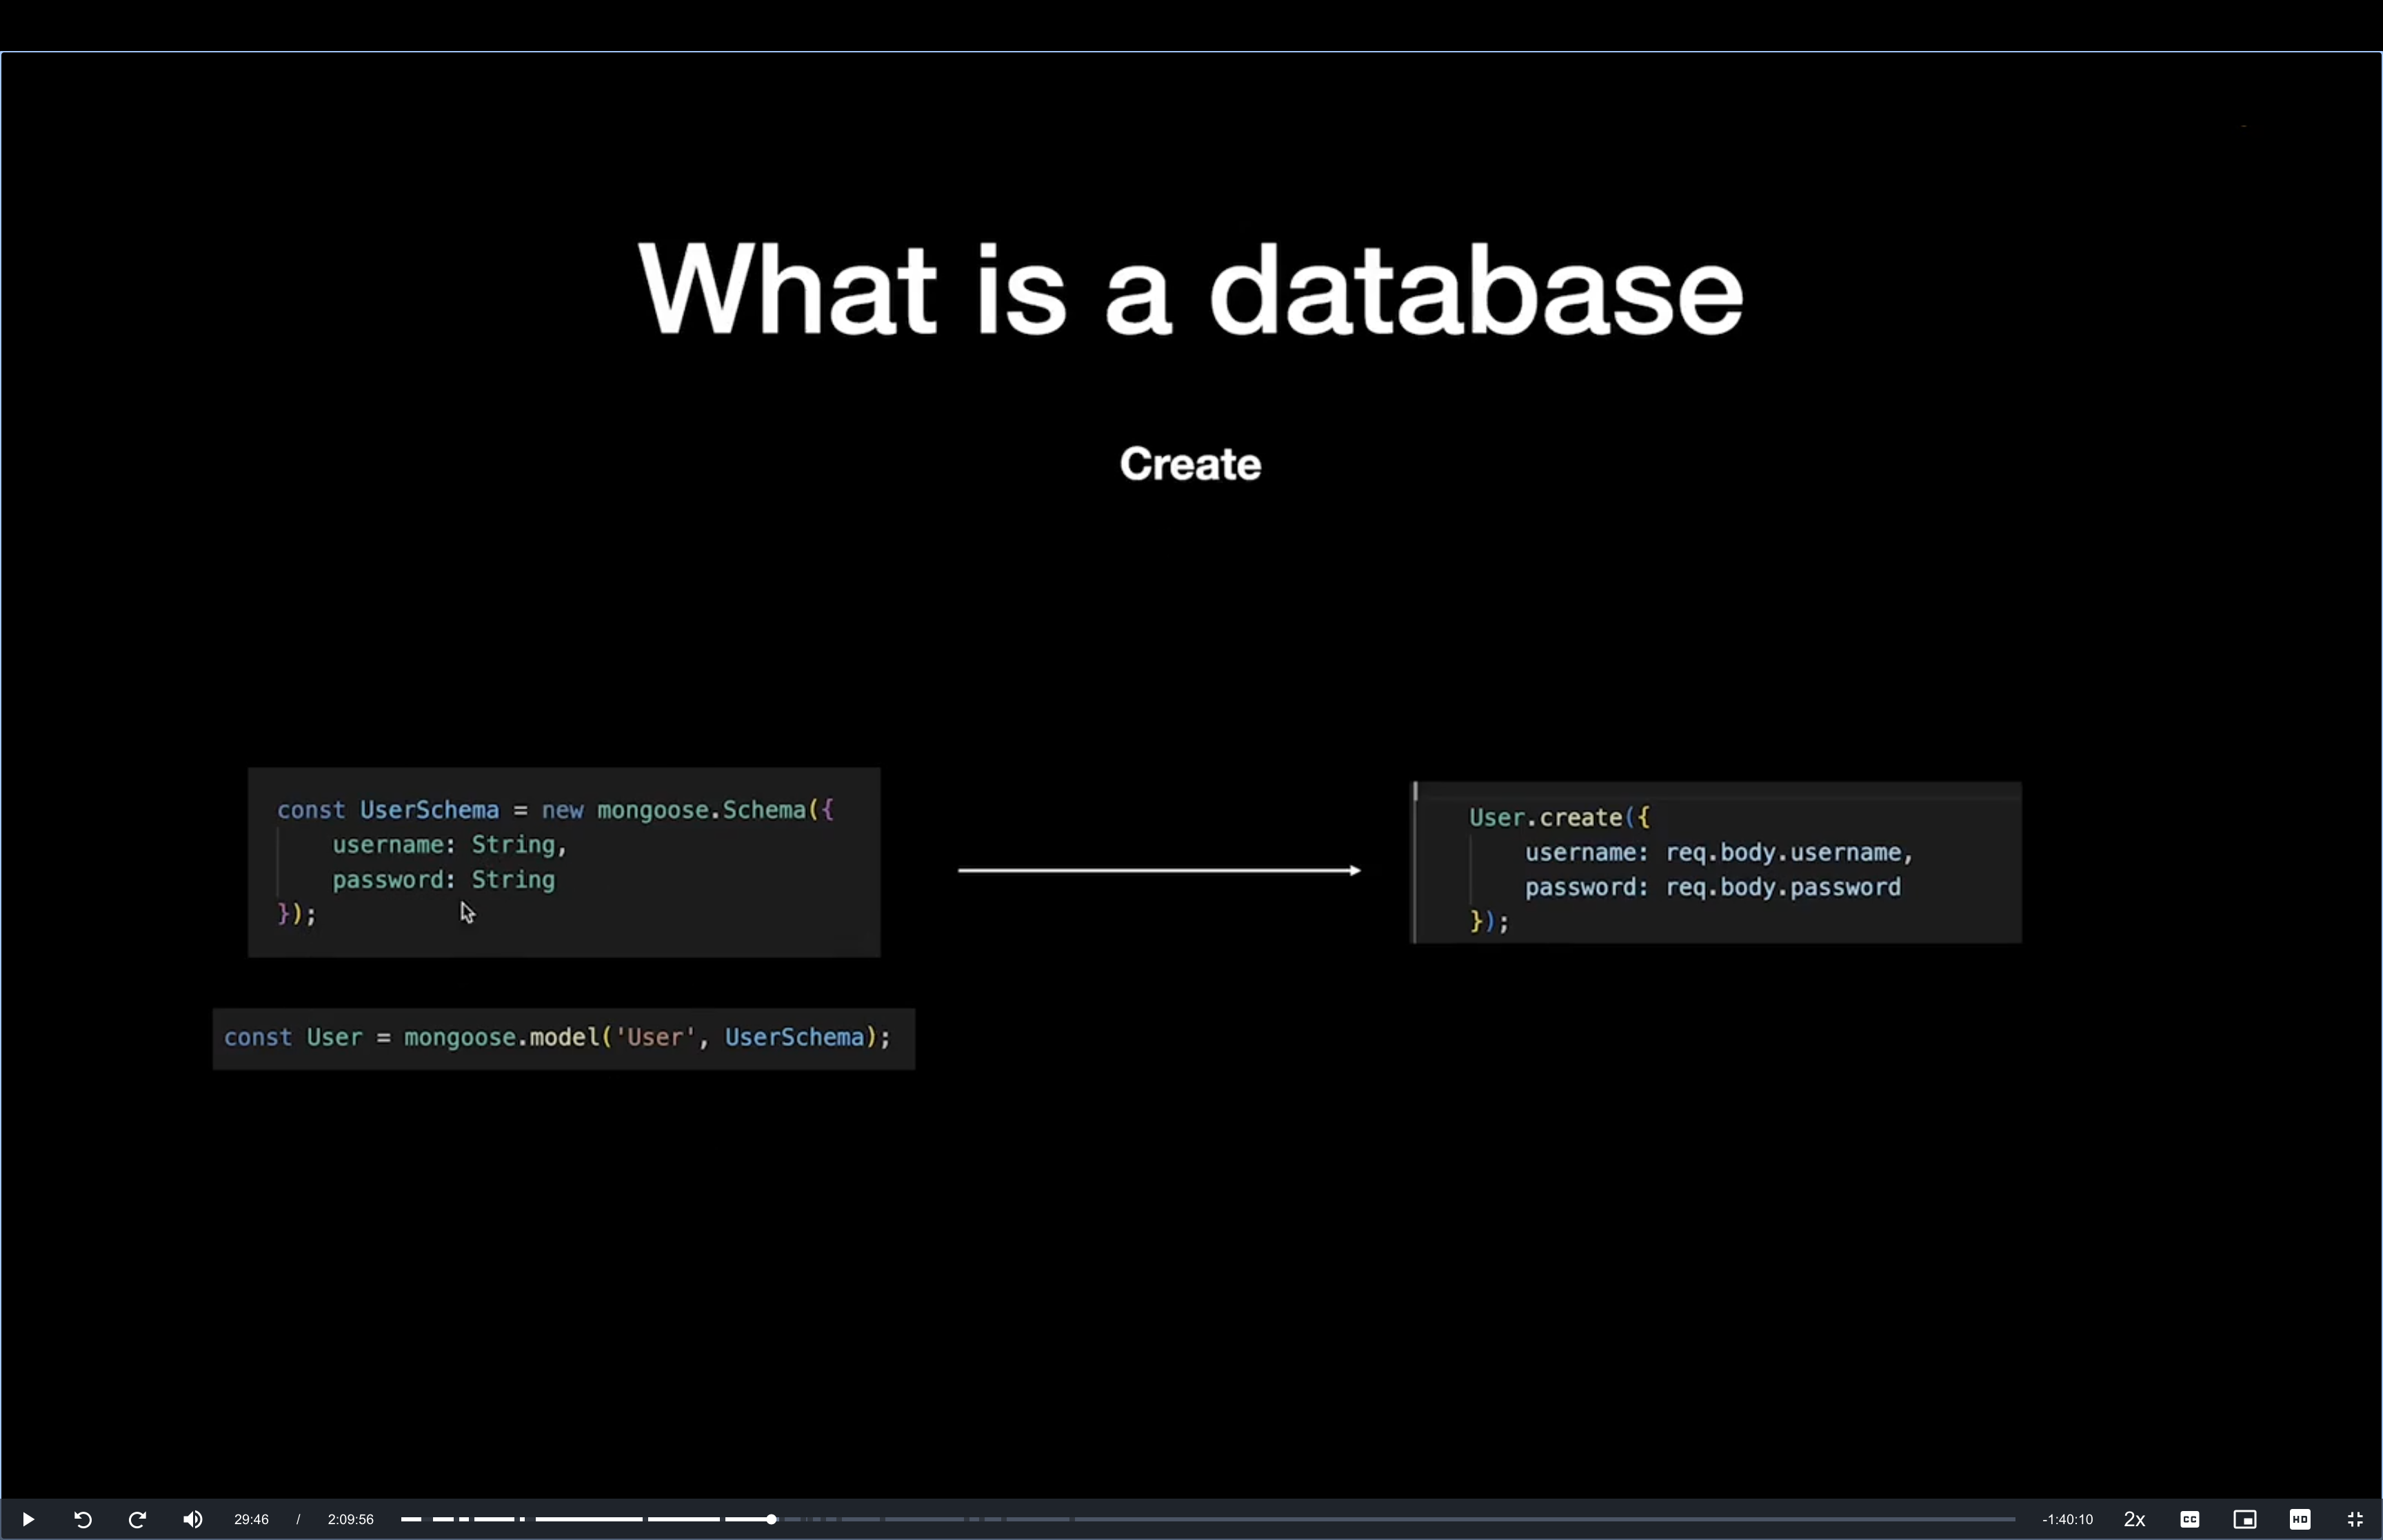 What is a database
Create
const UserSchema = new mongoose.Schema({
    username: String,
    password: String
});
User.create({
    username: req.body.username,
    password: req.body.password
});
const User = mongoose.model('User', UserSchema);
29:46 / 2:09:56
-1:40:10
2x
CC
HD